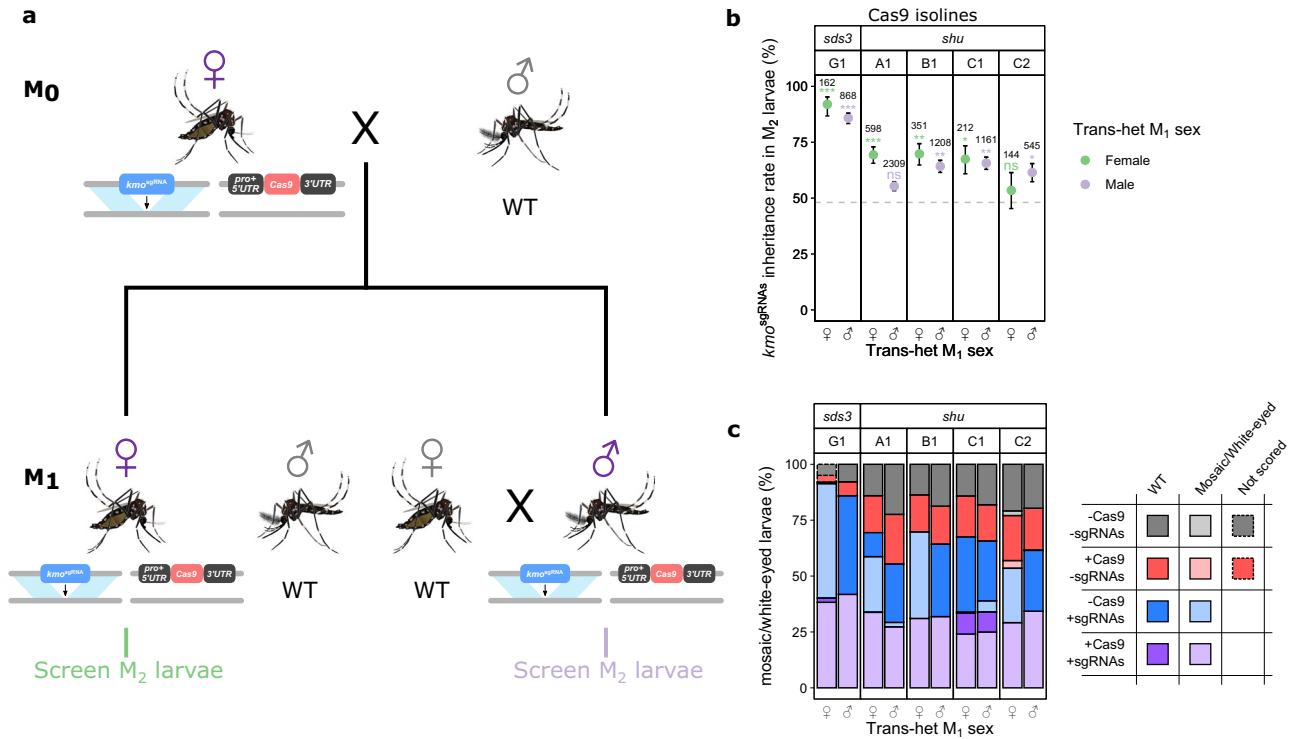 a
M0
♀
♂
X
kmo^sgRNA
pro+ 5'UTR
Cas9
3'UTR
WT
M1
♀
♂
♀
♂
X
kmo^sgRNA
pro+ 5'UTR
Cas9
3'UTR
WT
WT
kmo^sgRNA
pro+ 5'UTR
Cas9
3'UTR
Screen M2 larvae
Screen M2 larvae
b
Cas9 isolines
sds3 shu
G1 A1 B1 C1 C2
kmo^sgRNAs inheritance rate in M2 larvae (%)
100
75
50
25
0
162 ***
868 ***
598 ***
2309 ns
351 **
1208 **
212 *
1161 **
144 ns
545 *
♀ ♂ ♀ ♂ ♀ ♂ ♀ ♂ ♀ ♂
Trans-het M1 sex
Trans-het M1 sex
Female
Male
c
sds3 shu
G1 A1 B1 C1 C2
mosaic/white-eyed larvae (%)
100
75
50
25
0
♀ ♂ ♀ ♂ ♀ ♂ ♀ ♂ ♀ ♂
Trans-het M1 sex
WT
Mosaic/White-eyed
Not scored
-Cas9
-sgRNAs
+Cas9
-sgRNAs
-Cas9
+sgRNAs
+Cas9
+sgRNAs